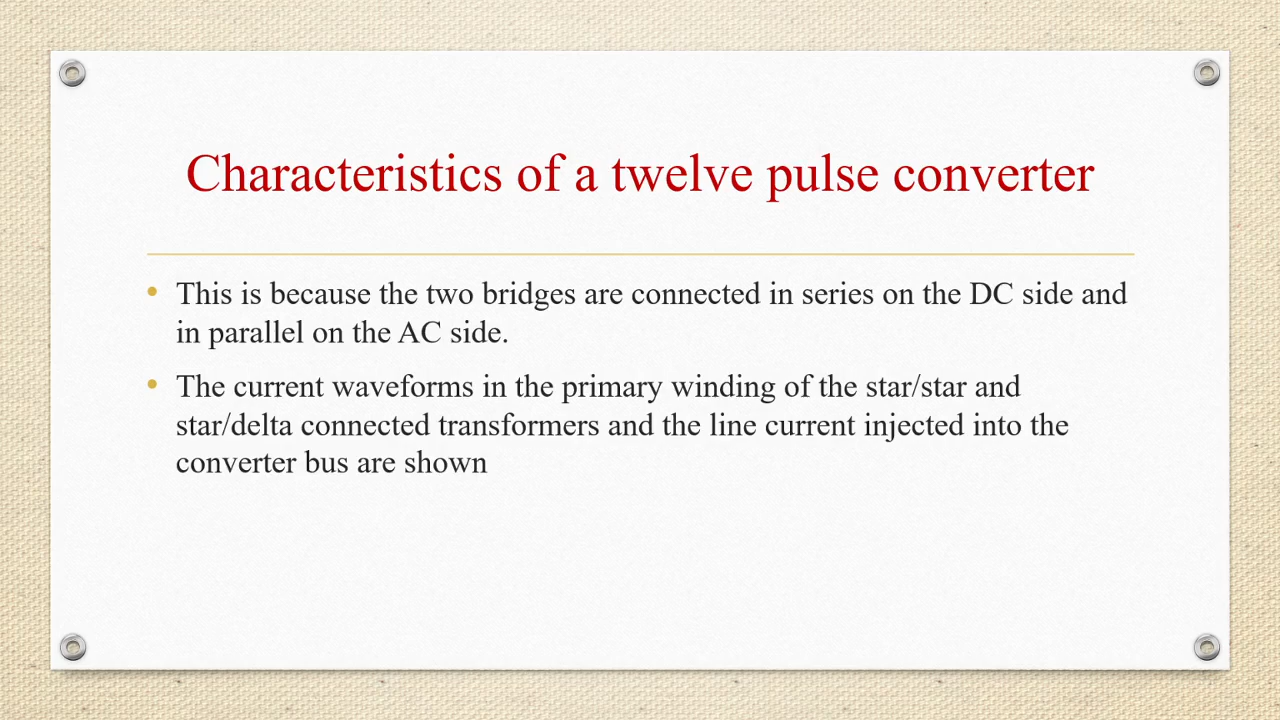 Characteristics of a twelve pulse converter
• This is because the two bridges are connected in series on the DC side and
in parallel on the AC side.
• The current waveforms in the primary winding of the star/star and
star/delta connected transformers and the line current injected into the
converter bus are shown